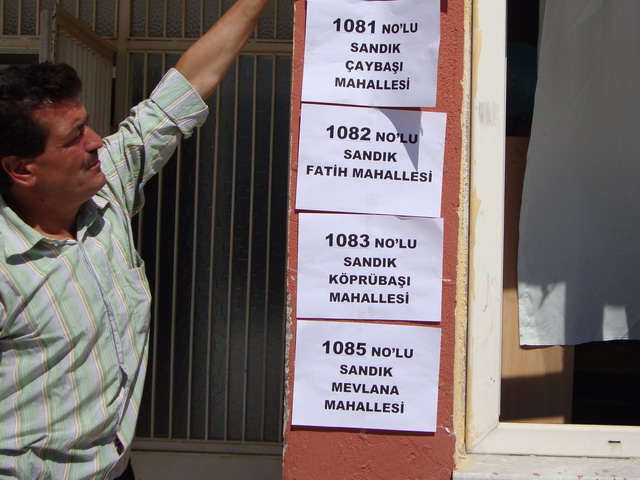 1081 NO'LU
SANDIK
ÇAYBAŞI
MAHALLESİ
1082 NO'LU
SANDIK
FATİH MAHALLESİ
1083 NO'LU
SANDIK
KÖPRÜBAŞI
MAHALLESİ
1085 NO'LU
SANDIK
MEVLANA
MAHALLESİ